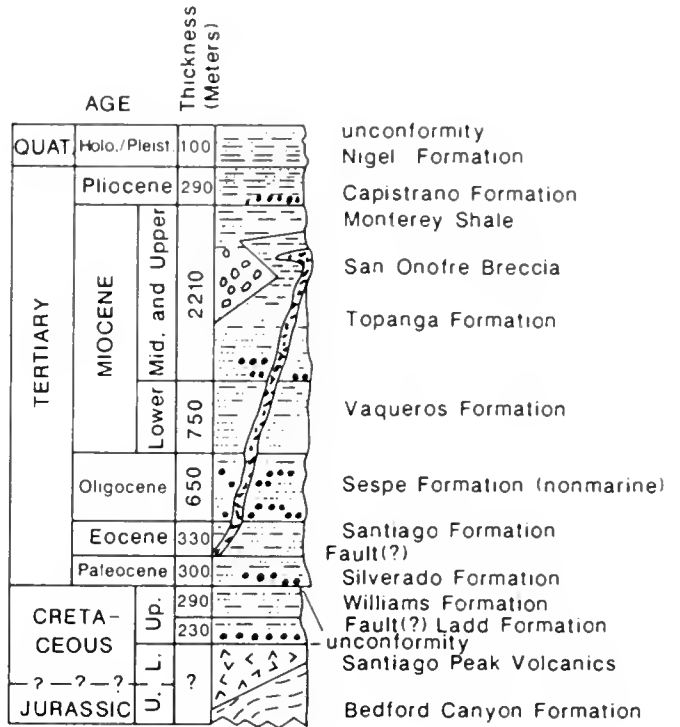 AGE
Thickness
(Meters)
QUAT. Holo./Pleist. 100
unconformity
Nigel Formation
TERTIARY
Pliocene 290
Capistrano Formation
MIOCENE
Mid. and Upper
2210
Monterey Shale
San Onofre Breccia
Topanga Formation
Lower
750
Vaqueros Formation
Oligocene
650
Sespe Formation (nonmarine)
Eocene 330
Santiago Formation
Fault(?)
Paleocene 300
Silverado Formation
CRETA-
CEOUS
Up.
290
Williams Formation
230
Fault(?) Ladd Formation
unconformity
L.
?
Santiago Peak Volcanics
? ? ?
JURASSIC
U.
Bedford Canyon Formation